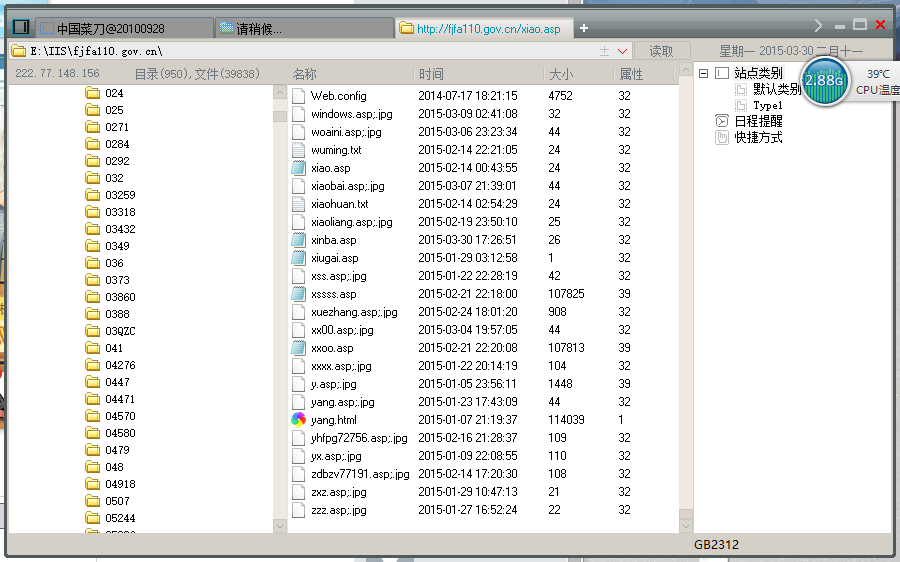 中国菜刀@20100928 请稍候... http://fjfa110.gov.cn/xiao.asp
E:\IIS\fjfa110.gov.cn\ 读取 星期一 2015-03-30 二月十一
222.77.148.156 目录(950),文件(39838) 名称 时间 大小 属性
024
025
0271
0284
0292
032
03259
03318
03432
0349
036
0373
03860
0388
03QZC
041
04276
0447
04471
04570
04580
0479
048
04918
0507
05244
Web.config 2014-07-17 18:21:15 4752 32
windows.asp;.jpg 2015-03-09 02:41:08 32 32
woaini.asp;.jpg 2015-03-06 23:23:34 44 32
wuming.txt 2015-02-14 22:21:05 24 32
xiao.asp 2015-02-14 00:43:55 24 32
xiaobai.asp;.jpg 2015-03-07 21:39:01 44 32
xiaohuan.txt 2015-02-14 02:54:29 24 32
xiaoliang.asp;.jpg 2015-02-19 23:50:10 25 32
xinba.asp 2015-03-30 17:26:51 26 32
xiugai.asp 2015-01-29 03:12:58 1 32
xss.asp;.jpg 2015-01-22 22:28:19 42 32
xssss.asp 2015-02-21 22:18:00 107825 39
xuezhang.asp;.jpg 2015-02-24 18:01:20 908 32
xx00.asp;.jpg 2015-03-04 19:57:05 44 32
xxoo.asp 2015-02-21 22:20:08 107813 39
xxxx.asp;.jpg 2015-01-22 20:14:19 104 32
y.asp;.jpg 2015-01-05 23:56:11 1448 39
yang.asp;.jpg 2015-01-23 17:43:09 44 32
yang.html 2015-01-07 21:19:37 114039 1
yhfpg72756.asp;.jpg 2015-02-16 21:28:37 109 32
yx.asp;.jpg 2015-01-09 22:08:55 110 32
zdbzv77191.asp;.jpg 2015-02-14 17:20:30 108 32
zxz.asp;.jpg 2015-01-29 10:47:13 21 32
zzz.asp;.jpg 2015-01-27 16:52:24 22 32
站点类别
默认类别
Type1
日程提醒
快捷方式
2.88G
39℃
CPU温度
GB2312